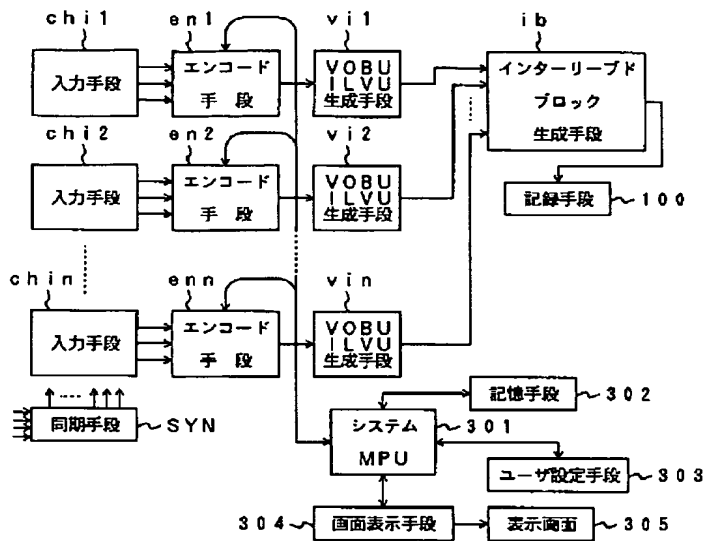 chi1
en1
vi1
ib
入力手段
エンコード
手段
VOBU
ILVU
生成手段
インターリーブド
ブロック
生成手段
chi2
en2
vi2
入力手段
エンコード
手段
VOBU
ILVU
生成手段
記録手段
100
chin
enn
vin
入力手段
エンコード
手段
VOBU
ILVU
生成手段
同期手段
SYN
システム
MPU
301
記憶手段
302
ユーザ設定手段
303
304
画面表示手段
表示画面
305